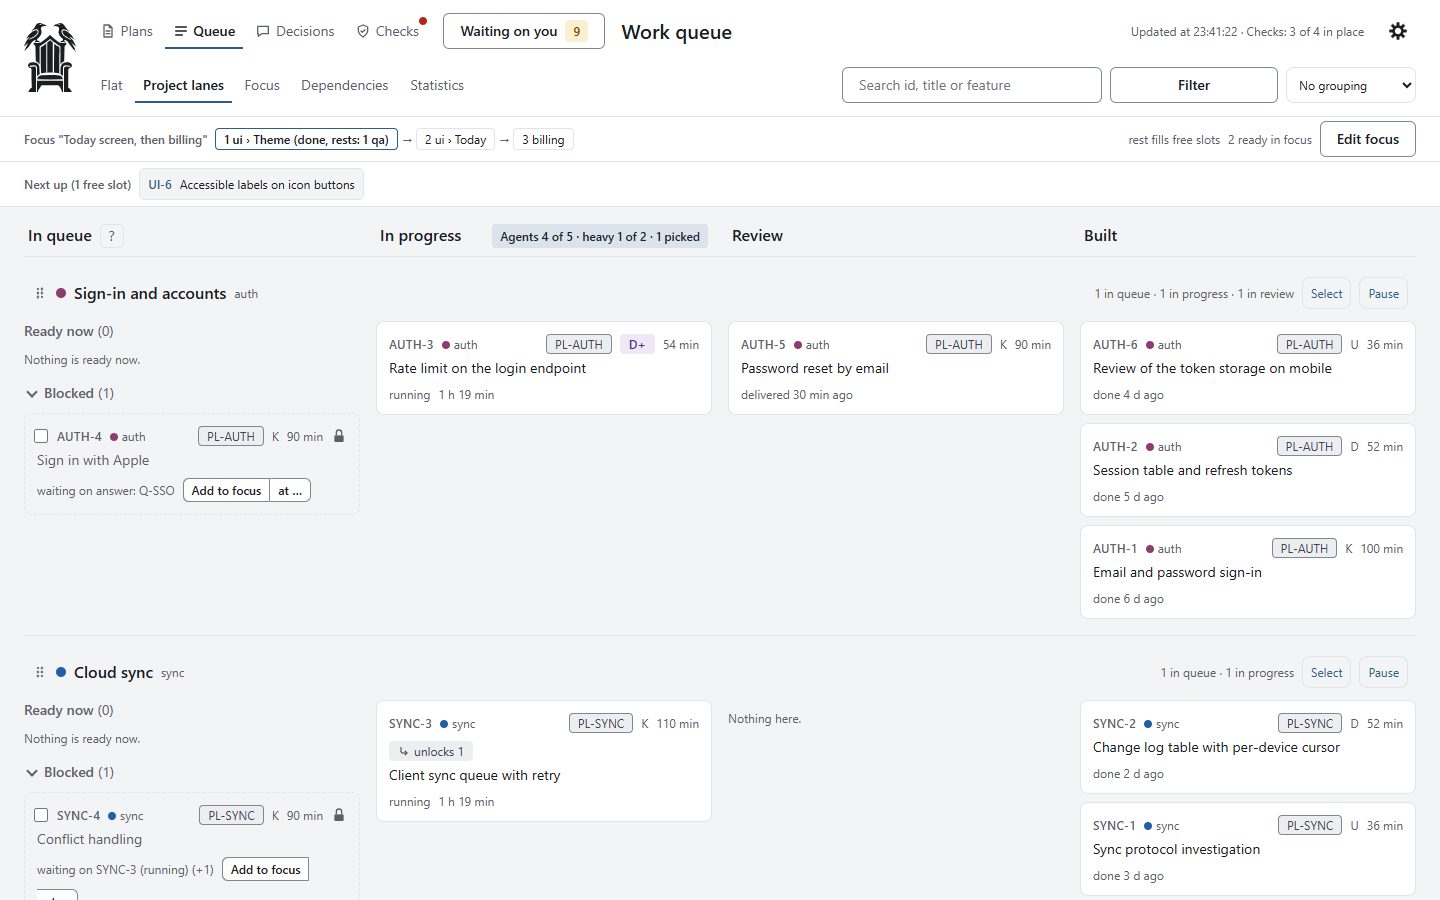 Plans
Queue
Decisions
Checks
Waiting on you 9
Work queue
Updated at 23:41:22 · Checks: 3 of 4 in place
Flat
Project lanes
Focus
Dependencies
Statistics
Search id, title or feature
Filter
No grouping
Focus "Today screen, then billing"
1 ui › Theme (done, rests: 1 qa)
→
2 ui › Today
→
3 billing
rest fills free slots
2 ready in focus
Edit focus
Next up (1 free slot)
UI-6 Accessible labels on icon buttons
In queue ?
In progress
Agents 4 of 5 · heavy 1 of 2 · 1 picked
Review
Built
Sign-in and accounts auth
1 in queue · 1 in progress · 1 in review
Select
Pause
Ready now (0)
Nothing is ready now.
Blocked (1)
AUTH-4 auth PL-AUTH K 90 min
Sign in with Apple
waiting on answer: Q-SSO Add to focus at ...
AUTH-3 auth PL-AUTH D+ 54 min
Rate limit on the login endpoint
running 1 h 19 min
AUTH-5 auth PL-AUTH K 90 min
Password reset by email
delivered 30 min ago
AUTH-6 auth PL-AUTH U 36 min
Review of the token storage on mobile
done 4 d ago
AUTH-2 auth PL-AUTH D 52 min
Session table and refresh tokens
done 5 d ago
AUTH-1 auth PL-AUTH K 100 min
Email and password sign-in
done 6 d ago
Cloud sync sync
1 in queue · 1 in progress
Select
Pause
Ready now (0)
Nothing is ready now.
Blocked (1)
SYNC-4 sync PL-SYNC K 90 min
Conflict handling
waiting on SYNC-3 (running) (+1) Add to focus
SYNC-3 sync PL-SYNC K 110 min
↳ unlocks 1
Client sync queue with retry
running 1 h 19 min
Nothing here.
SYNC-2 sync PL-SYNC D 52 min
Change log table with per-device cursor
done 2 d ago
SYNC-1 sync PL-SYNC U 36 min
Sync protocol investigation
done 3 d ago